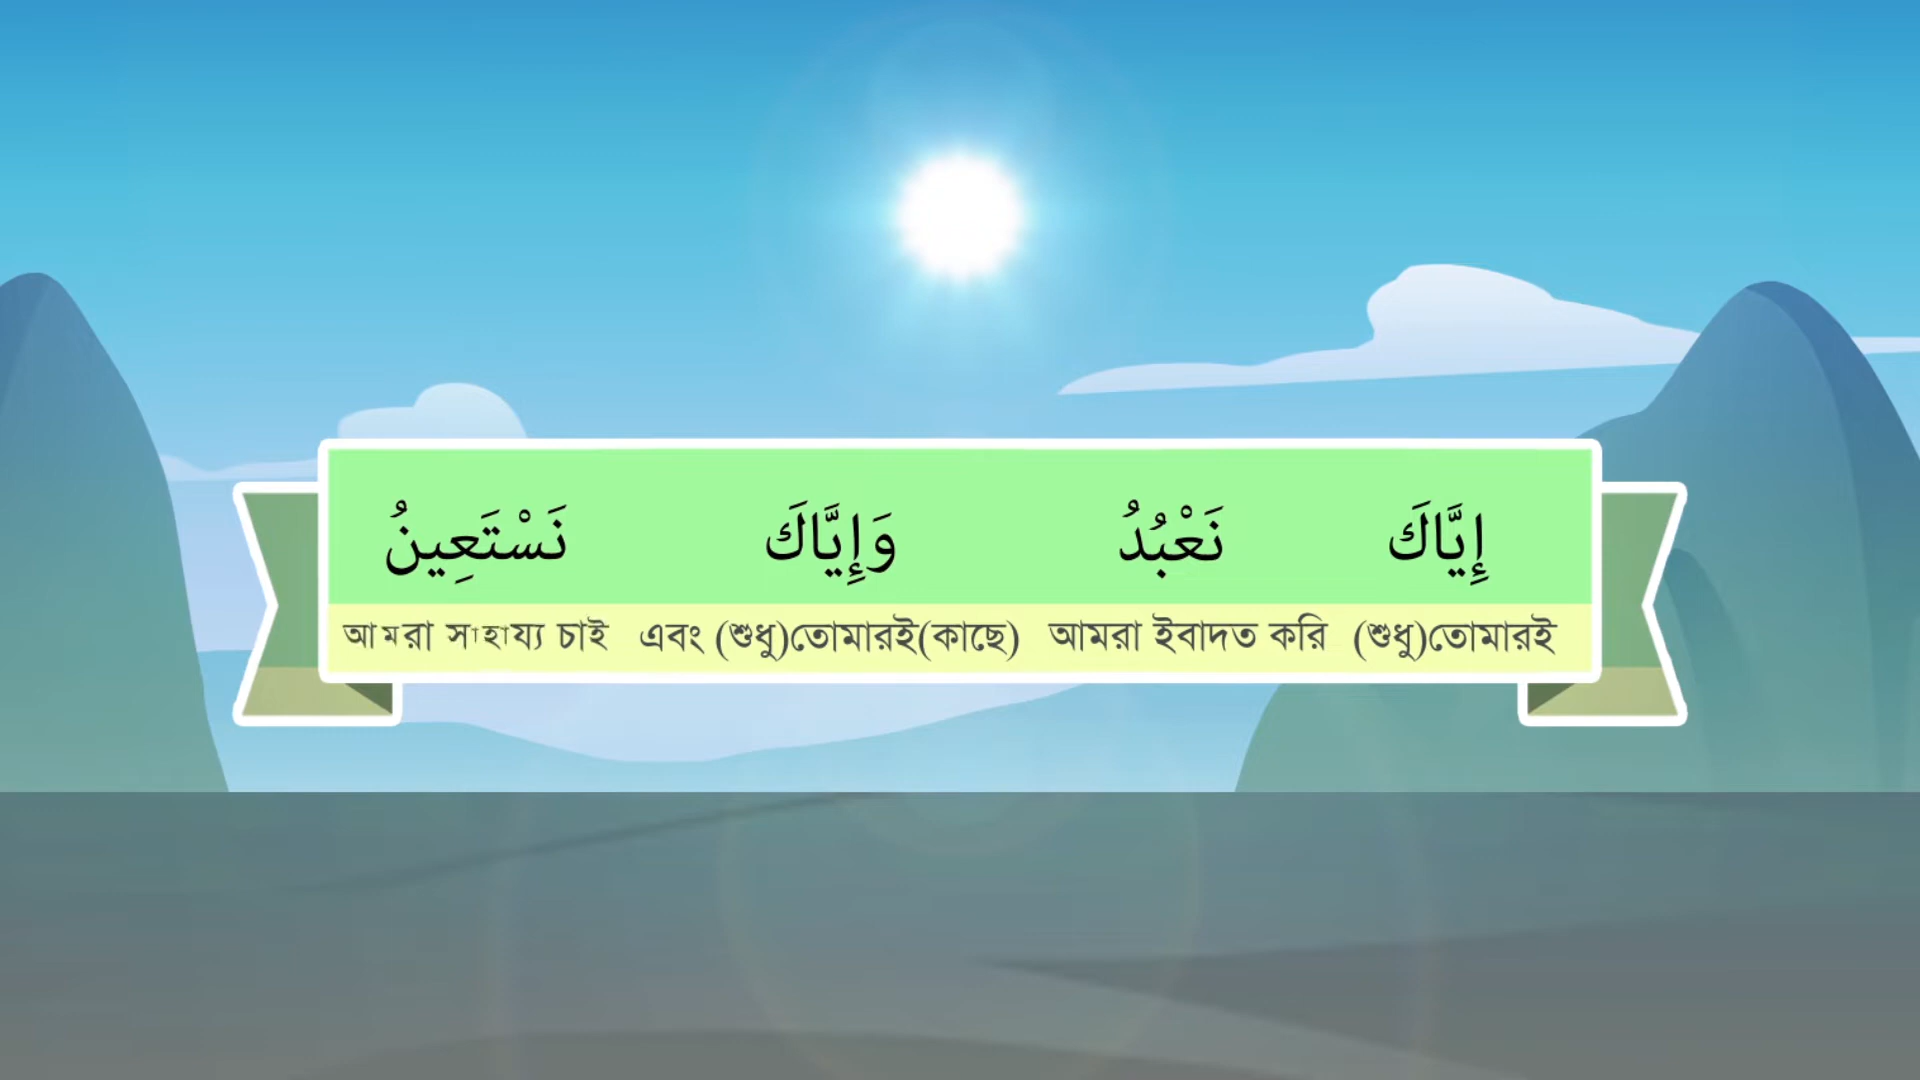 إِيَّاكَ نَعْبُدُ وَإِيَّاكَ نَسْتَعِينُ
আমরা সাহায্য চাই এবং (শুধু)তোমারই(কাছে) আমরা ইবাদত করি (শুধু)তোমারই